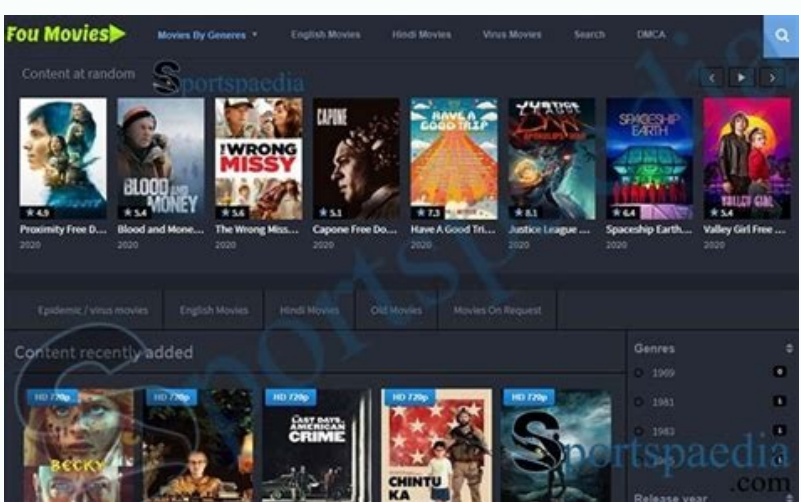 Fou Movies Movies By Generes English Movies Hindi Movies Virus Movies Search DMCA
Content at random
Sportspaedia
CAPONE HAVE A GOOD TRIP JUSTICE LEAGUE DARK SPACESHIP EARTH
BLOOD AND MONEY THE WRONG MISSY VALLEY GIRL
4.9 5.4 5.6 5.1 7.3 8.1 6.4 5.4
Proximity Free D... Blood and Mone... The Wrong Miss... Capone Free Do... Have A Good Tri... Justice League ... Spaceship Earth... Valley Girl Free ...
2020 2020 2020 2020 2020 2020 2020 2020
Epidemic / virus movies English Movies Hindi Movies Old Movies Movies On Request
Content recently added Genres
1969 0
HD 720p HD 720p HD 720p HD 720p HD 720p
1981 1
LAST DAYS
AMERICAN
CRIME
1983 1
BECKY CHINTU
KA
Sportspaedia
.com
Release year